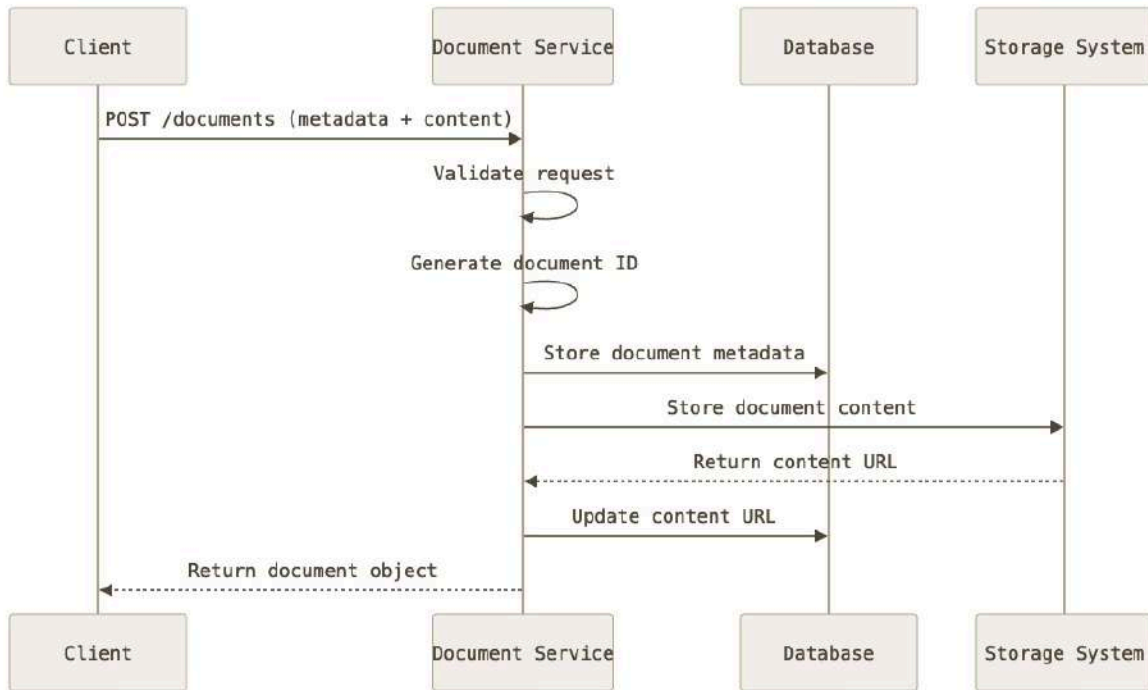 Client
Document Service
Database
Storage System
POST /documents (metadata + content)
Validate request
Generate document ID
Store document metadata
Store document content
Return content URL
Update content URL
Return document object
Client
Document Service
Database
Storage System